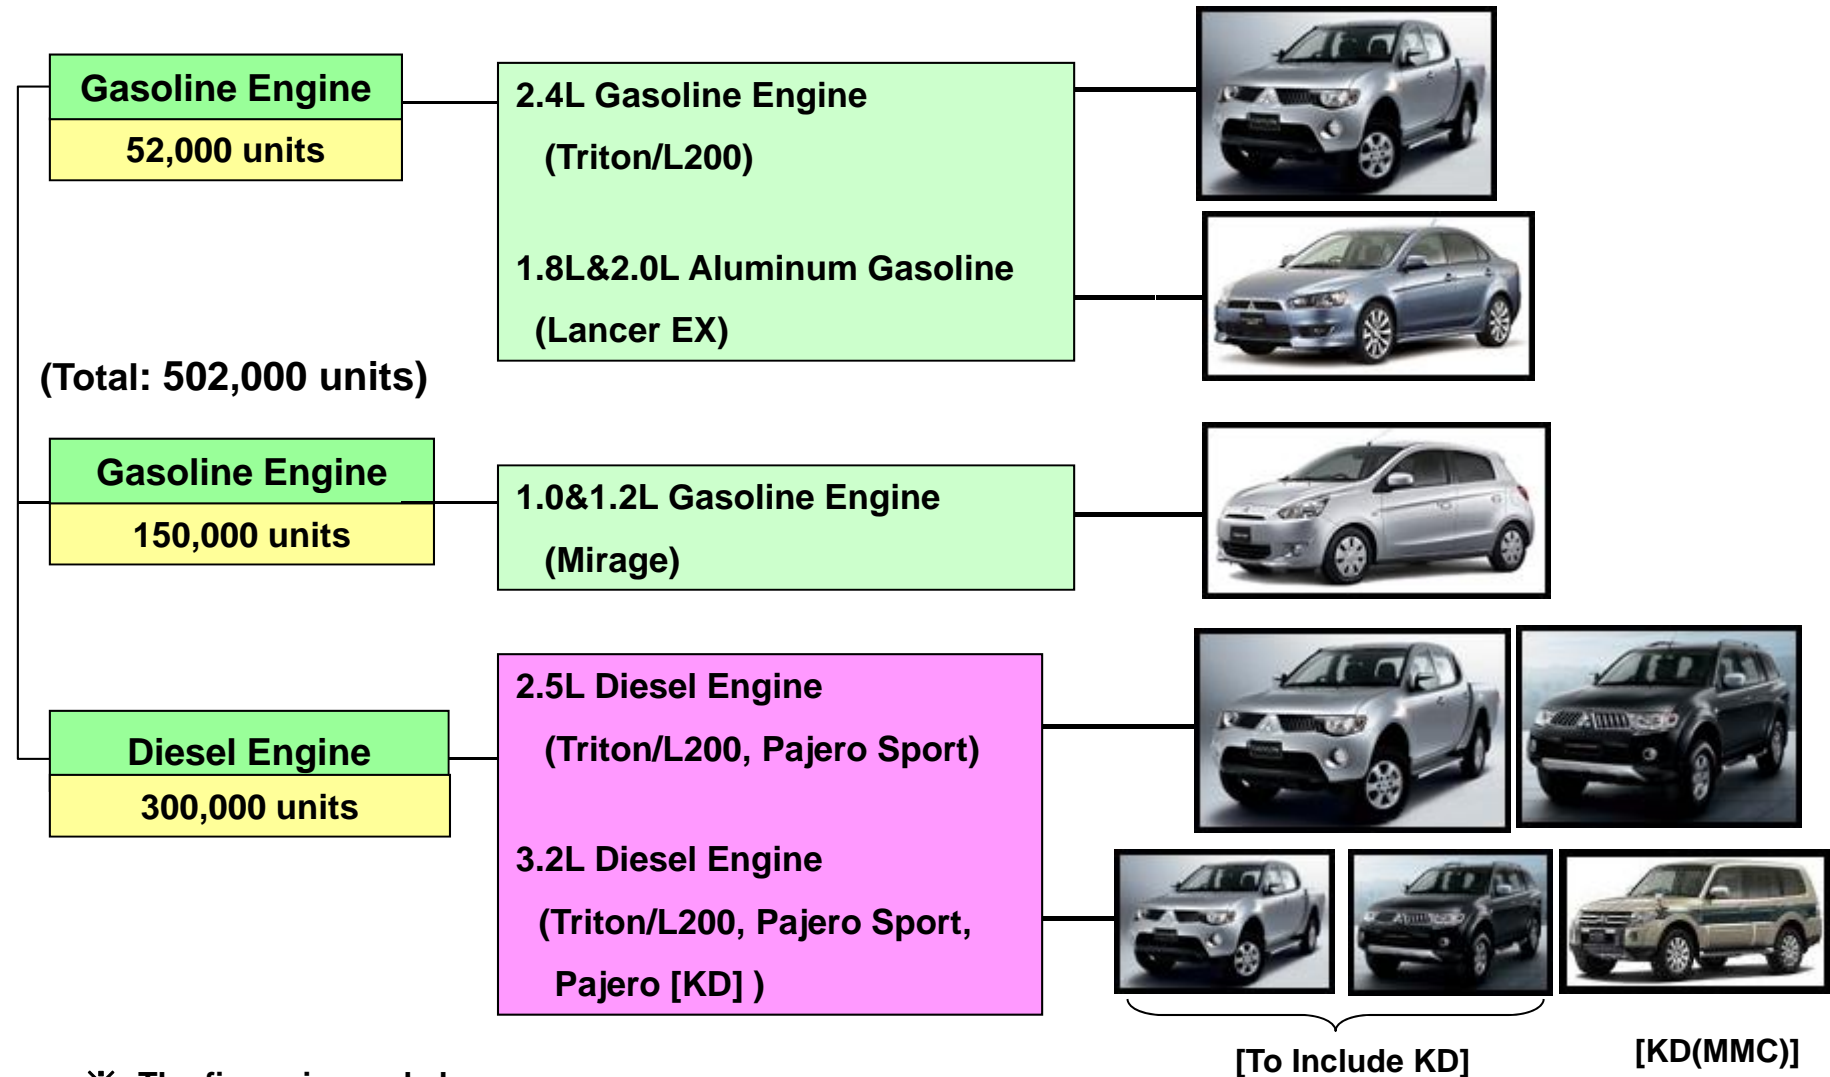 Gasoline Engine
52,000 units
2.4L Gasoline Engine
(Triton/L200)
1.8L&2.0L Aluminum Gasoline
(Lancer EX)
(Total: 502,000 units)
Gasoline Engine
150,000 units
1.0&1.2L Gasoline Engine
(Mirage)
Diesel Engine
300,000 units
2.5L Diesel Engine
(Triton/L200, Pajero Sport)
3.2L Diesel Engine
(Triton/L200, Pajero Sport,
Pajero [KD] )
[To Include KD]
[KD(MMC)]